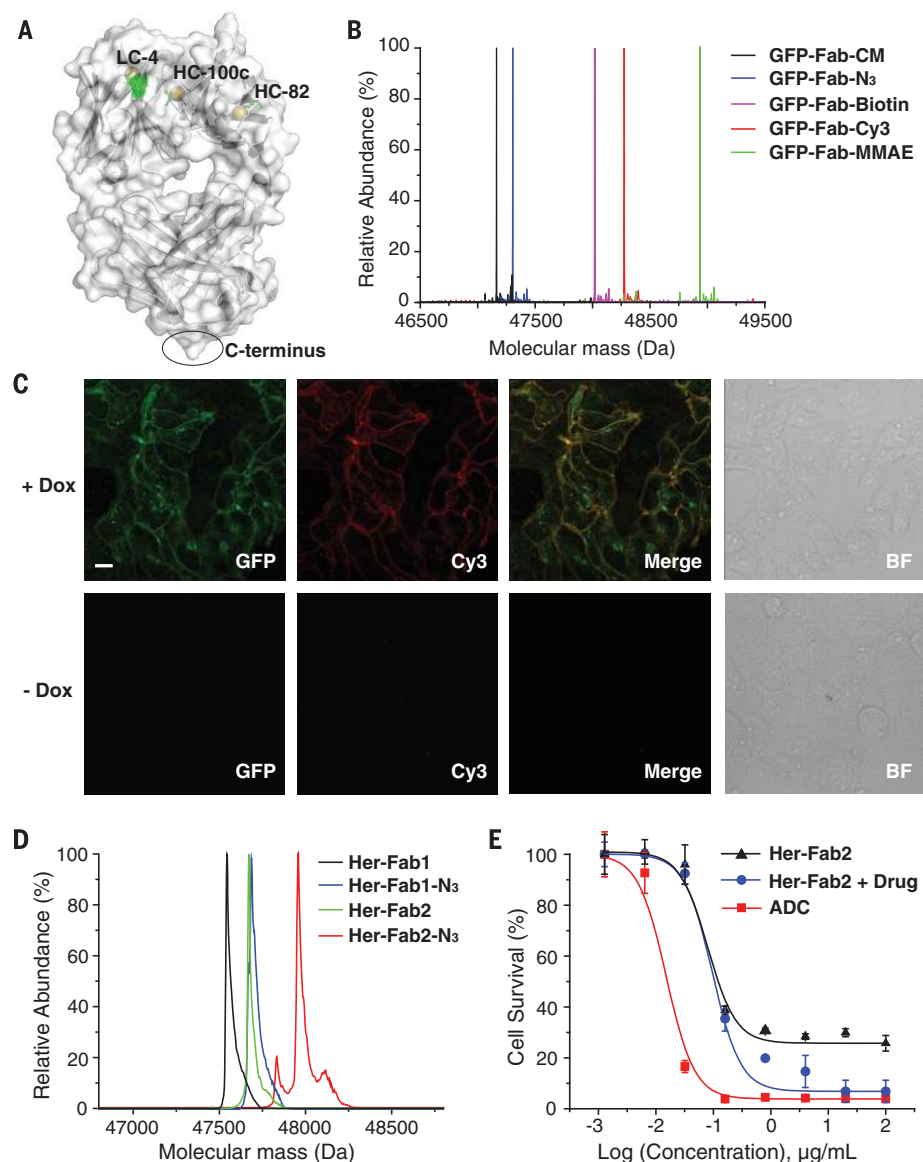 A
LC-4
HC-100c
HC-82
C-terminus
B
Relative Abundance (%)
100
80
60
40
20
0
46500 47500 48500 49500
Molecular mass (Da)
GFP-Fab-CM
GFP-Fab-N₃
GFP-Fab-Biotin
GFP-Fab-Cy3
GFP-Fab-MMAE
C
+ Dox
GFP
Cy3
Merge
BF
- Dox
GFP
Cy3
Merge
BF
D
Relative Abundance (%)
100
80
60
40
20
0
47000 47500 48000 48500
Molecular mass (Da)
Her-Fab1
Her-Fab1-N₃
Her-Fab2
Her-Fab2-N₃
E
Cell Survival (%)
100
80
60
40
20
0
-3 -2 -1 0 1 2
Log (Concentration), µg/mL
Her-Fab2
Her-Fab2 + Drug
ADC